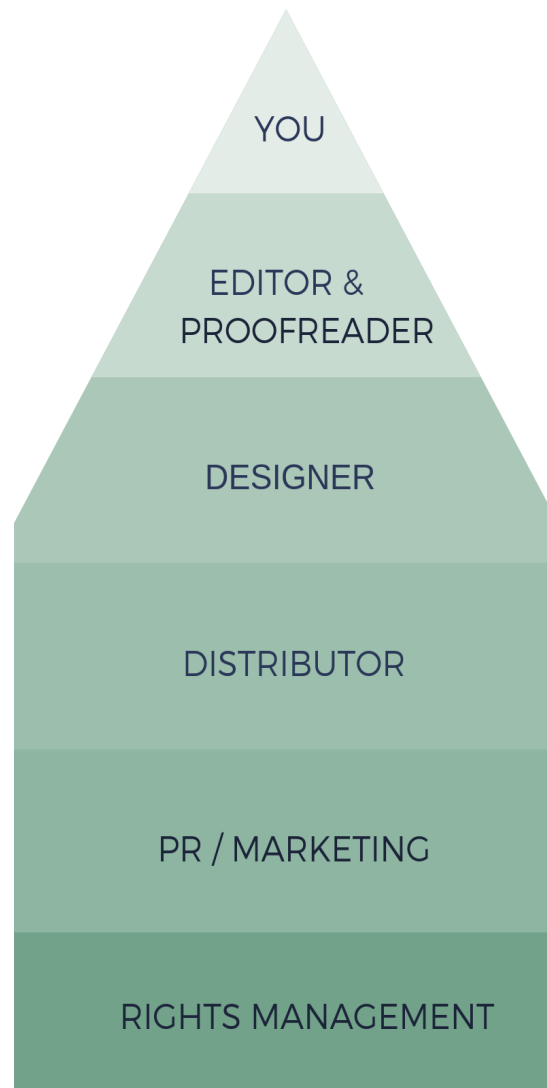 YOU
EDITOR &
PROOFREADER
DESIGNER
DISTRIBUTOR
PR / MARKETING
RIGHTS MANAGEMENT